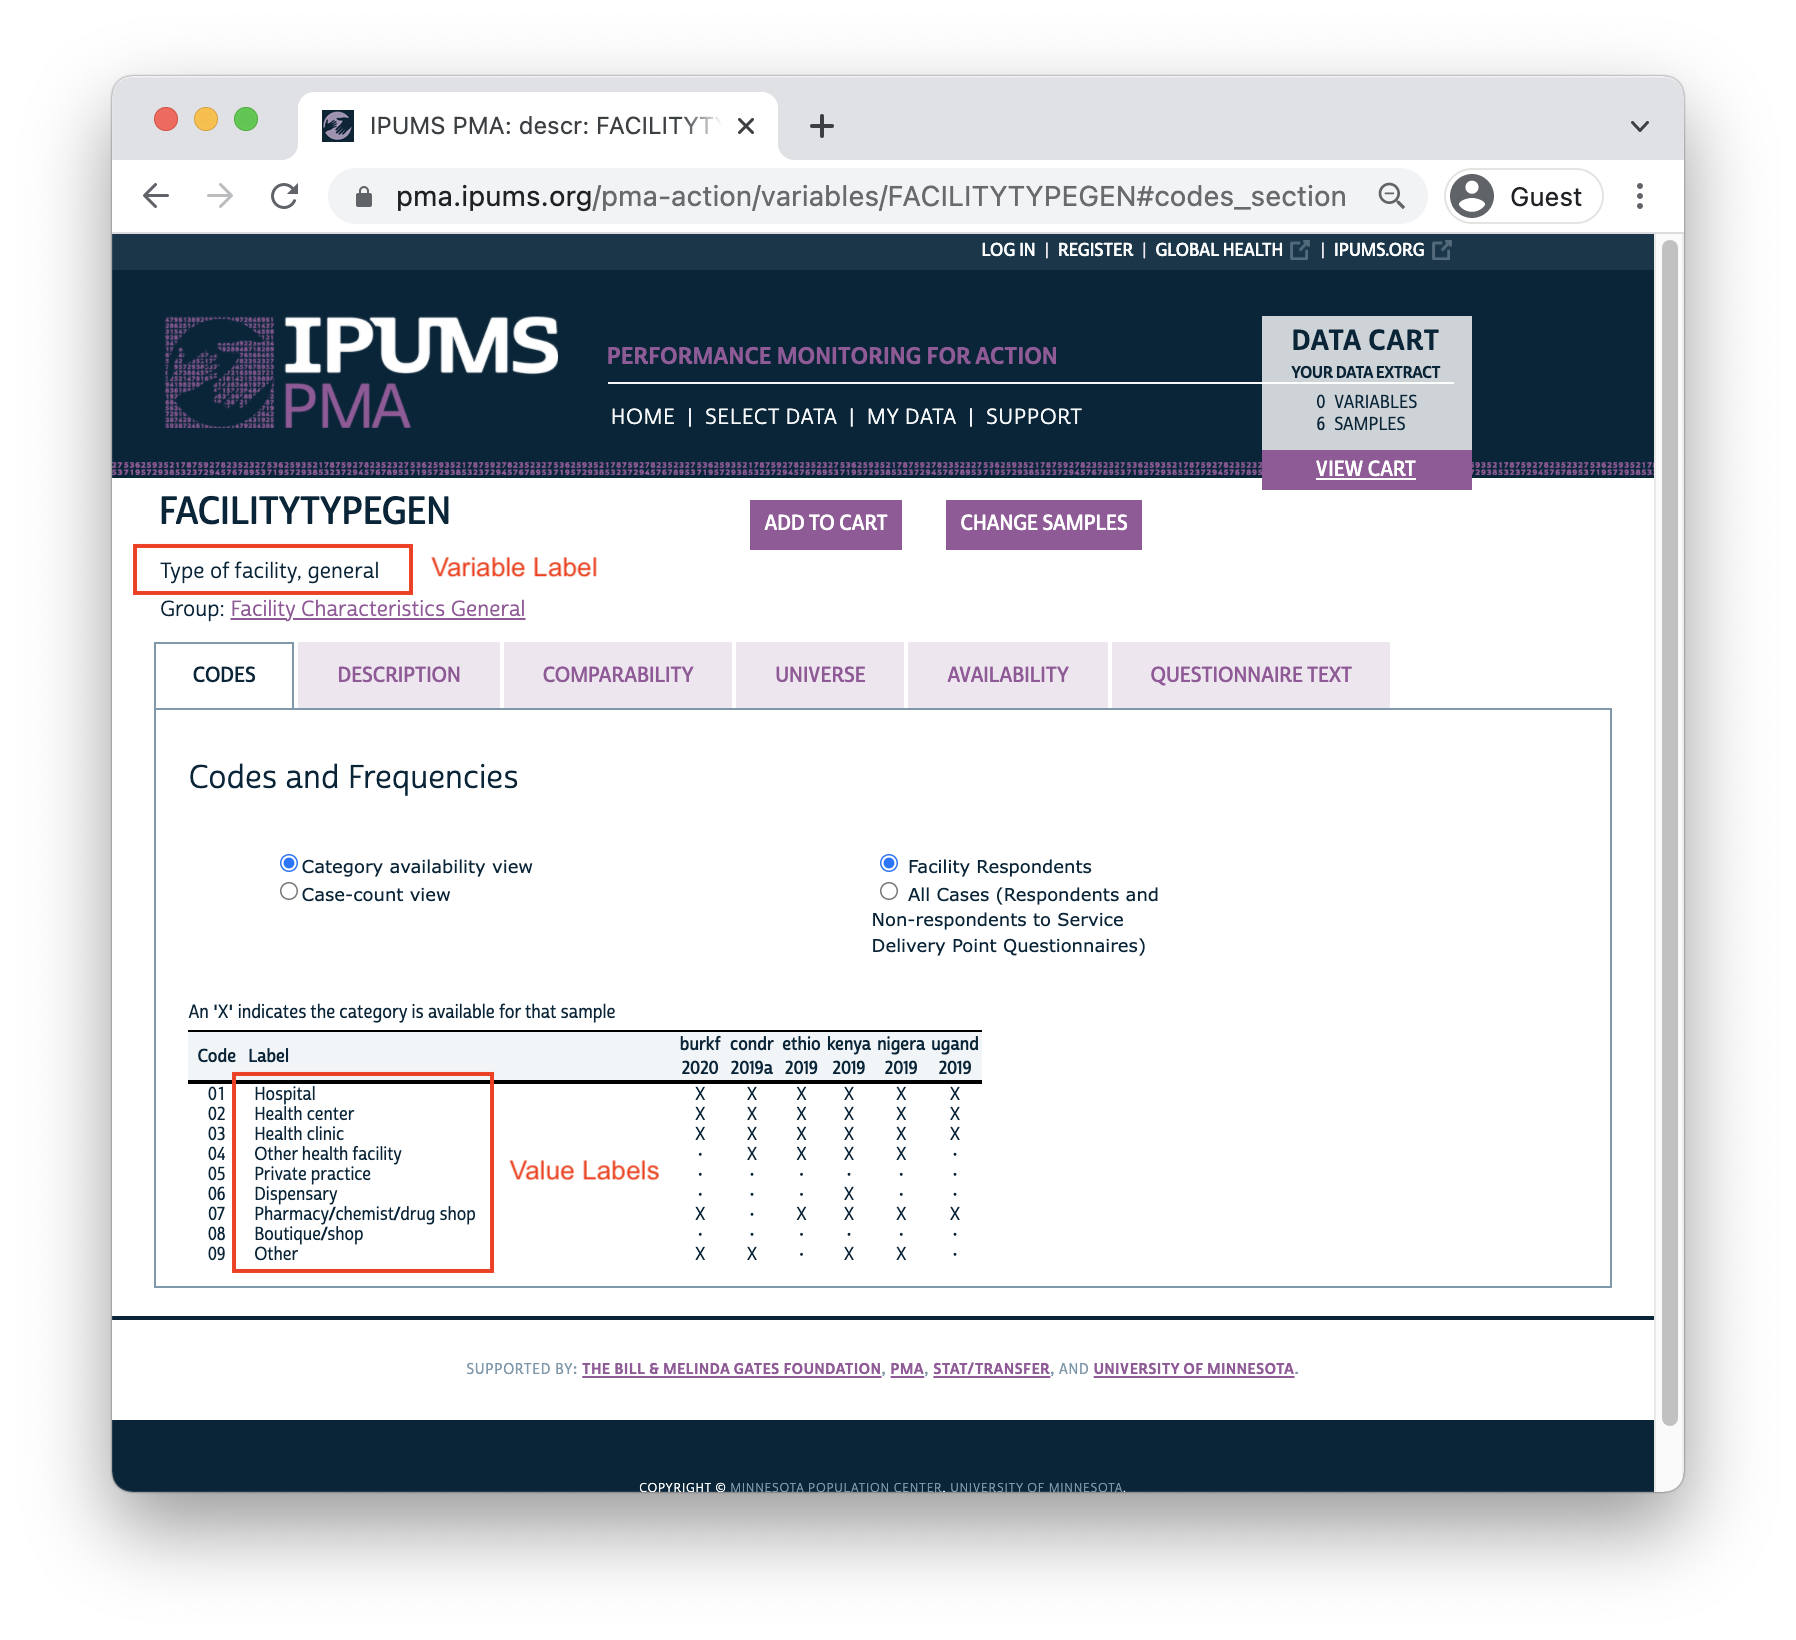 IPUMS PMA: descr: FACILITYT
pma.ipums.org/pma-action/variables/FACILITYTYPEGEN#codes_section
Guest
LOG IN | REGISTER | GLOBAL HEALTH | IPUMS.ORG
IPUMS
PMA
PERFORMANCE MONITORING FOR ACTION
HOME | SELECT DATA | MY DATA | SUPPORT
DATA CART
YOUR DATA EXTRACT
0 VARIABLES
6 SAMPLES
VIEW CART
FACILITYTYPEGEN
ADD TO CART
CHANGE SAMPLES
Type of facility, general
Variable Label
Group: Facility Characteristics General
CODES DESCRIPTION COMPARABILITY UNIVERSE AVAILABILITY QUESTIONNAIRE TEXT
Codes and Frequencies
Category availability view
Case-count view
Facility Respondents
All Cases (Respondents and
Non-respondents to Service
Delivery Point Questionnaires)
An 'X' indicates the category is available for that sample
Code Label burkf 2020 condr 2019a ethio 2019 kenya 2019 nigera 2019 ugand 2019
01 Hospital X X X X X X
02 Health center X X X X X X
03 Health clinic X X X X X X
04 Other health facility · X X X X ·
05 Private practice · · · · · ·
06 Dispensary · · · X · ·
07 Pharmacy/chemist/drug shop X · X X X X
08 Boutique/shop · · · · · ·
09 Other X X · X X ·
Value Labels
SUPPORTED BY: THE BILL & MELINDA GATES FOUNDATION, PMA, STAT/TRANSFER, AND UNIVERSITY OF MINNESOTA.
COPYRIGHT © MINNESOTA POPULATION CENTER, UNIVERSITY OF MINNESOTA.